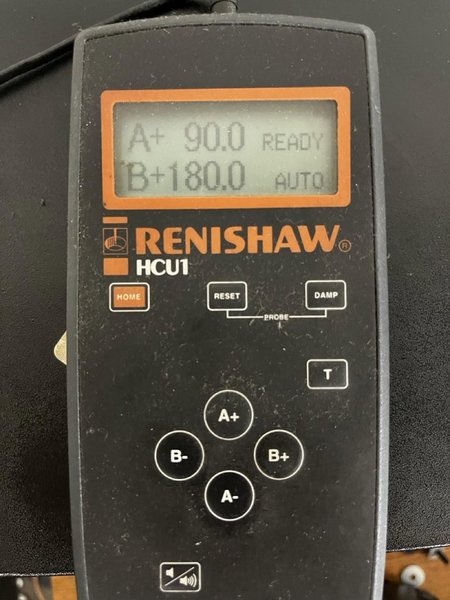 A+ 90.0 READY
B+180.0 AUTO
RENISHAW®
HCU1
HOME RESET DAMP
PROBE
T
A+
B- B+
A-